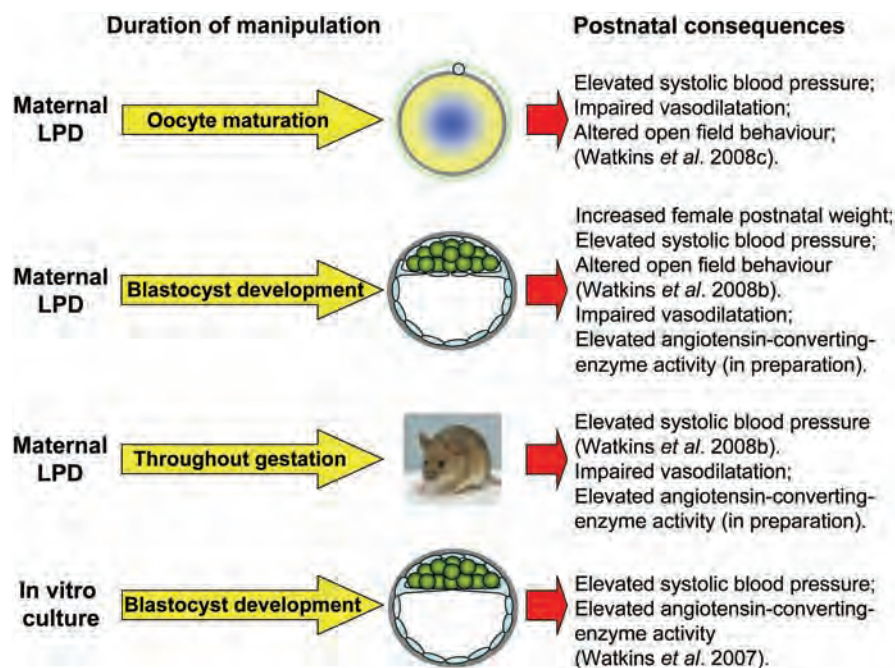 Duration of manipulation
Postnatal consequences
Maternal
LPD
Oocyte maturation
Elevated systolic blood pressure;
Impaired vasodilatation;
Altered open field behaviour;
(Watkins et al. 2008c).
Maternal
LPD
Blastocyst development
Increased female postnatal weight;
Elevated systolic blood pressure;
Altered open field behaviour
(Watkins et al. 2008b).
Impaired vasodilatation;
Elevated angiotensin-converting-
enzyme activity (in preparation).
Maternal
LPD
Throughout gestation
Elevated systolic blood pressure
(Watkins et al. 2008b).
Impaired vasodilatation;
Elevated angiotensin-converting-
enzyme activity (in preparation).
In vitro
culture
Blastocyst development
Elevated systolic blood pressure;
Elevated angiotensin-converting-
enzyme activity
(Watkins et al. 2007).